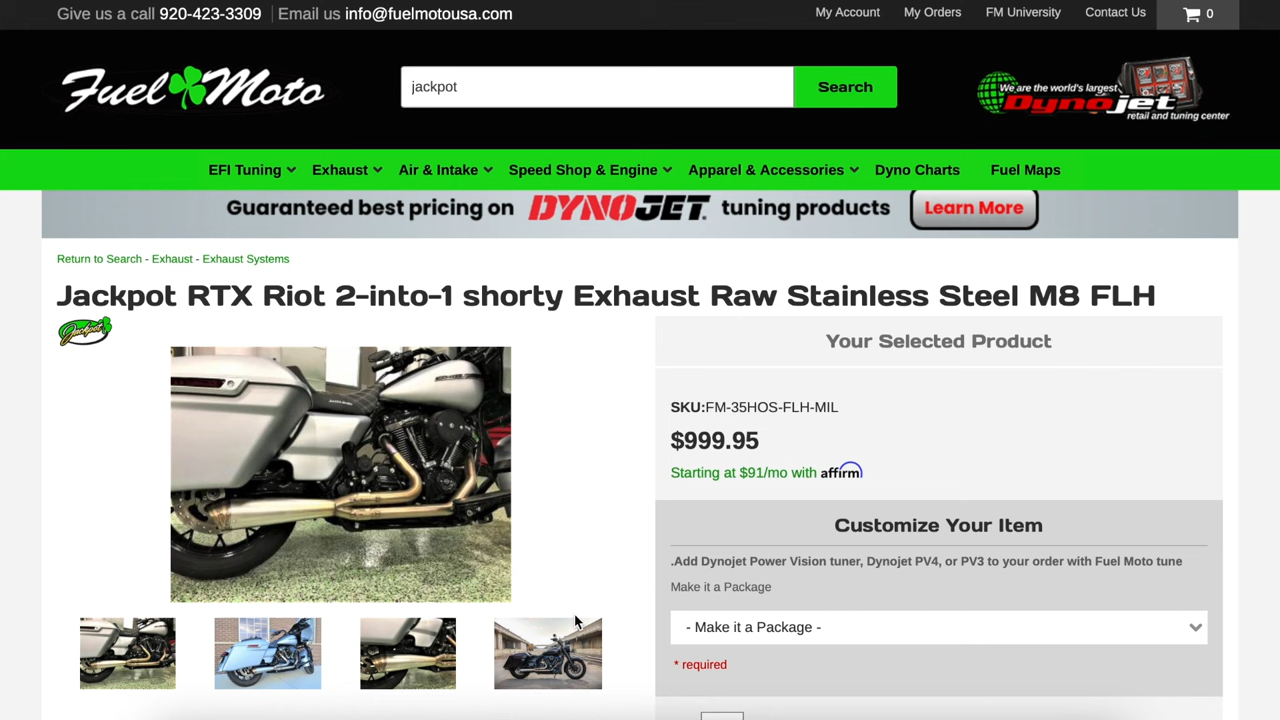 Give us a call 920-423-3309 Email us info@fuelmotousa.com
My Account My Orders FM University Contact Us 0
Fuel Moto
jackpot
Search
We are the world's largest
Dynojet
retail and tuning center
EFI Tuning Exhaust Air & Intake Speed Shop & Engine Apparel & Accessories Dyno Charts Fuel Maps
Guaranteed best pricing on DYNOJET tuning products Learn More
Return to Search - Exhaust - Exhaust Systems
Jackpot RTX Riot 2-into-1 shorty Exhaust Raw Stainless Steel M8 FLH
Jackpot
Your Selected Product
SKU:FM-35HOS-FLH-MIL
$999.95
Starting at $91/mo with affirm
Customize Your Item
.Add Dynojet Power Vision tuner, Dynojet PV4, or PV3 to your order with Fuel Moto tune
Make it a Package
- Make it a Package -
* required